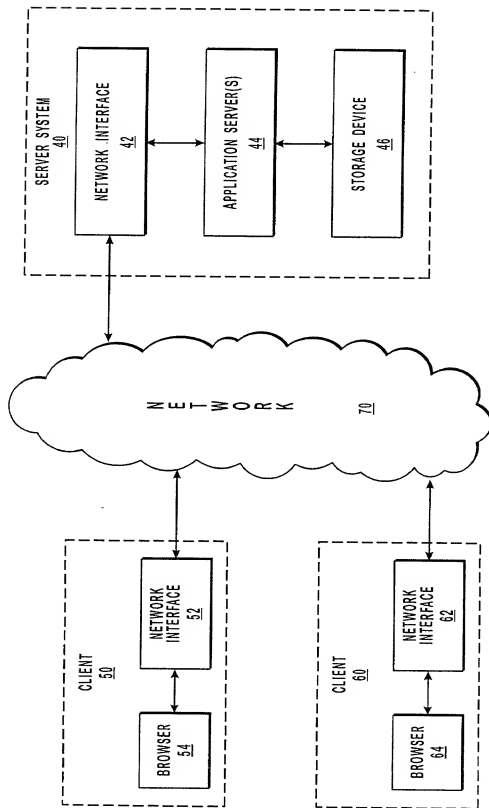 SERVER SYSTEM
40
NETWORK INTERFACE
42
APPLICATION SERVER(S)
44
STORAGE DEVICE
46
NETWORK
70
CLIENT
50
NETWORK
INTERFACE
52
BROWSER
54
CLIENT
60
NETWORK
INTERFACE
62
BROWSER
64